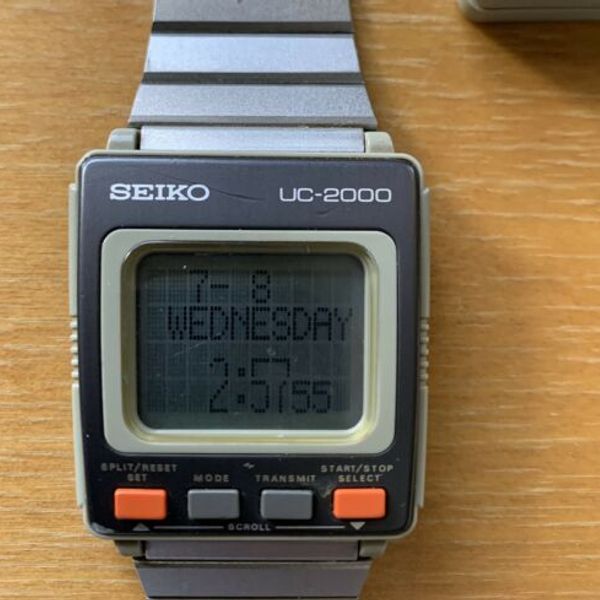 SEIKO UC-2000
7- 8
WEDNESDAY
2:57/55
SPLIT/RESET START/STOP
SET MODE TRANSMIT SELECT
SCROLL